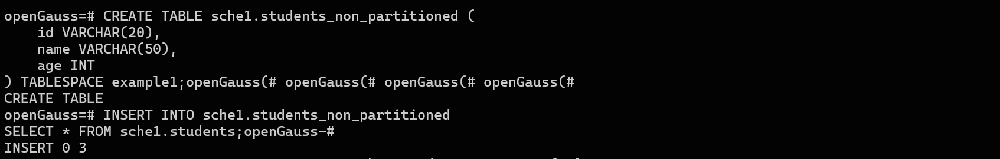 openGauss=# CREATE TABLE sche1.students_non_partitioned (
    id VARCHAR(20),
    name VARCHAR(50),
    age INT
) TABLESPACE example1;openGauss(# openGauss(# openGauss(# openGauss(#
CREATE TABLE
openGauss=# INSERT INTO sche1.students_non_partitioned
SELECT * FROM sche1.students;openGauss-#
INSERT 0 3